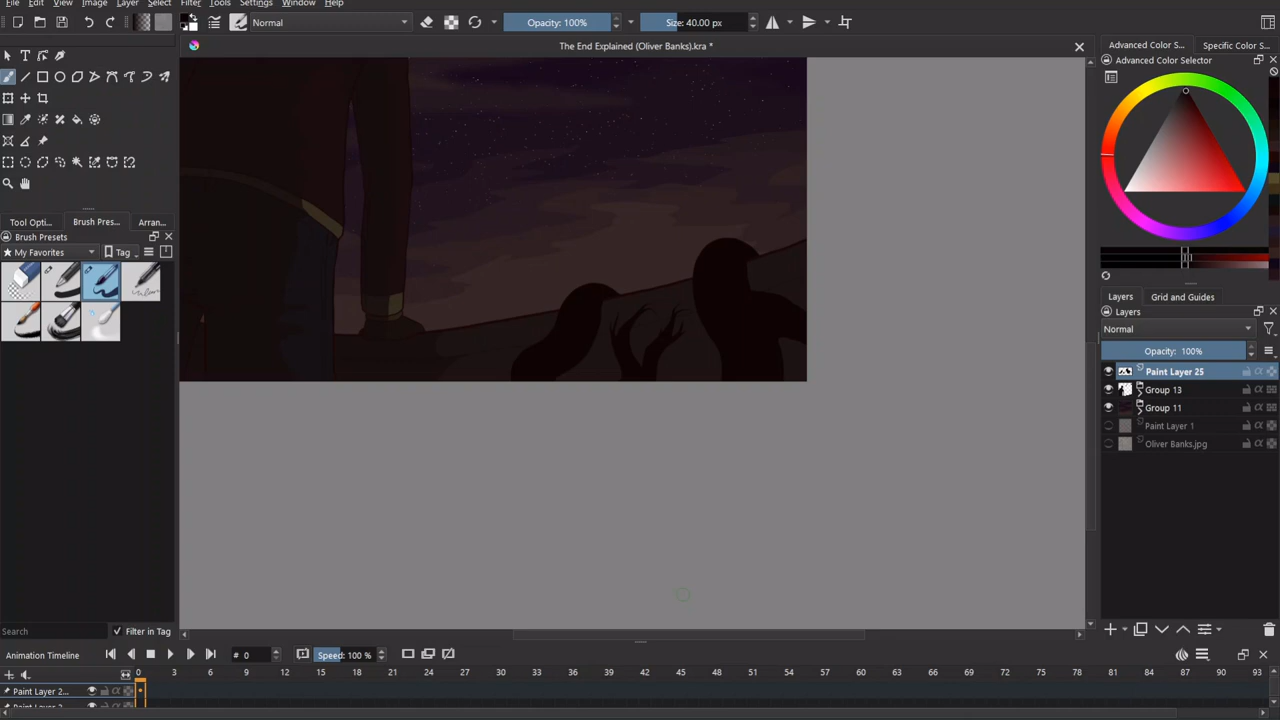 File Edit View Image Layer Select Filter Tools Settings Window Help
Normal Opacity: 100% Size: 40.00 px
The End Explained (Oliver Banks).kra *
Advanced Color S... Specific Color S...
Advanced Color Selector
Tool Opti... Brush Pres... Arran...
Brush Presets
My Favorites Tag
Layers Grid and Guides
Layers
Normal
Opacity: 100%
Paint Layer 25
Group 13
Group 11
Paint Layer 1
Oliver Banks.jpg
Search Filter in Tag
Animation Timeline # 0 Speed: 100 %
0 3 6 9 12 15 18 21 24 27 30 33 36 39 42 45 48 51 54 57 60 63 66 69 72 75 78 81 84 87 90 93
Paint Layer 2...